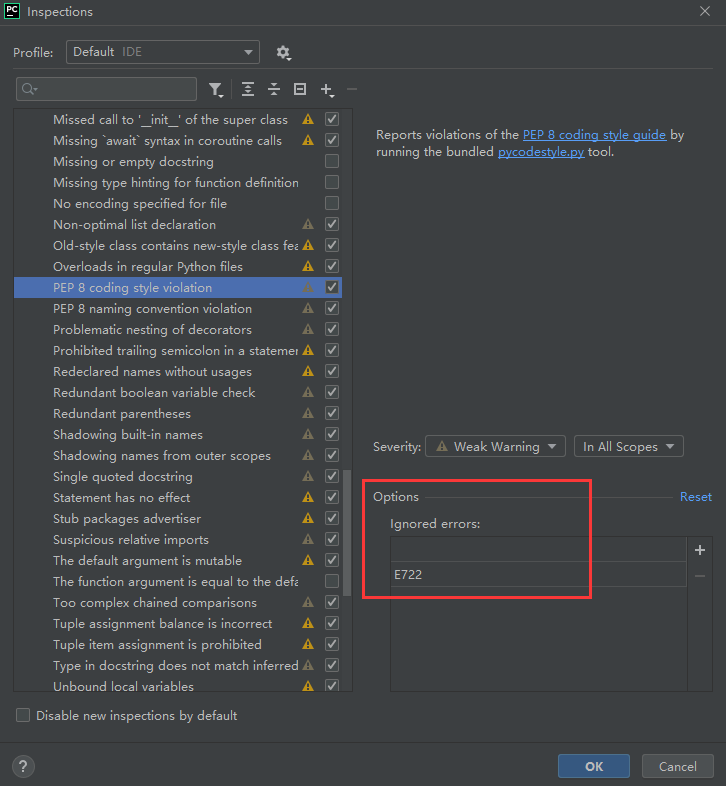 PC Inspections
Profile: Default IDE
Missed call to '__init__' of the super class
Missing `await` syntax in coroutine calls
Missing or empty docstring
Missing type hinting for function definition
No encoding specified for file
Non-optimal list declaration
Old-style class contains new-style class fea
Overloads in regular Python files
PEP 8 coding style violation
PEP 8 naming convention violation
Problematic nesting of decorators
Prohibited trailing semicolon in a statemer
Redeclared names without usages
Redundant boolean variable check
Redundant parentheses
Shadowing built-in names
Shadowing names from outer scopes
Single quoted docstring
Statement has no effect
Stub packages advertiser
Suspicious relative imports
The default argument is mutable
The function argument is equal to the defa
Too complex chained comparisons
Tuple assignment balance is incorrect
Tuple item assignment is prohibited
Type in docstring does not match inferred
Unbound local variables
Reports violations of the PEP 8 coding style guide by
running the bundled pycodestyle.py tool.
Severity: Weak Warning In All Scopes
Options Reset
Ignored errors:
E722
Disable new inspections by default
? OK Cancel